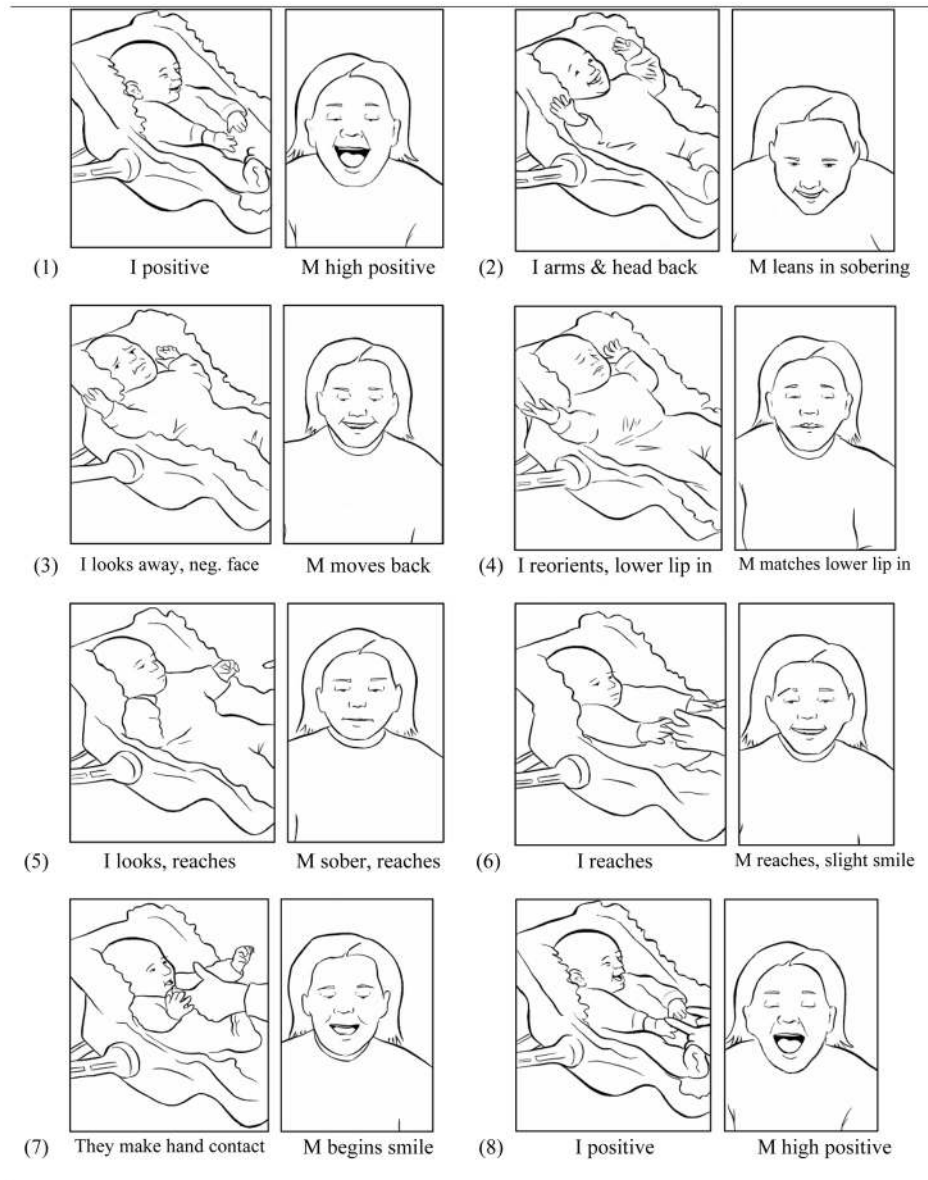 (1) I positive M high positive
(2) I arms & head back M leans in sobering
(3) I looks away, neg. face M moves back
(4) I reorients, lower lip in M matches lower lip in
(5) I looks, reaches M sober, reaches
(6) I reaches M reaches, slight smile
(7) They make hand contact M begins smile
(8) I positive M high positive